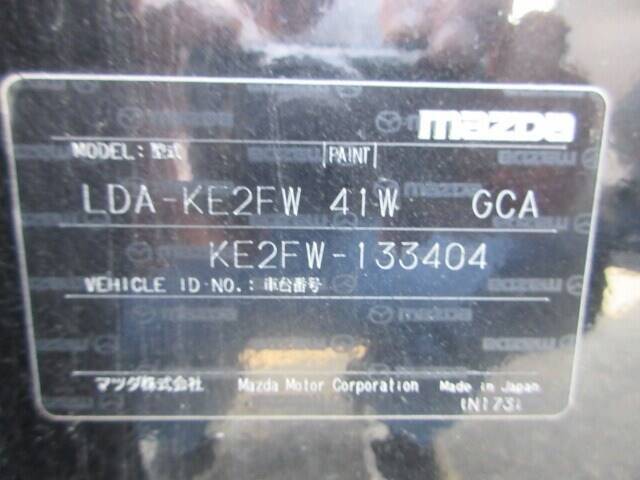 mazda
MODEL: 型式 PAINT
LDA-KE2FW 41W GCA
KE2FW-133404
VEHICLE ID-NO.: 車台番号
マツダ株式会社 Mazda Motor Corporation Made in Japan